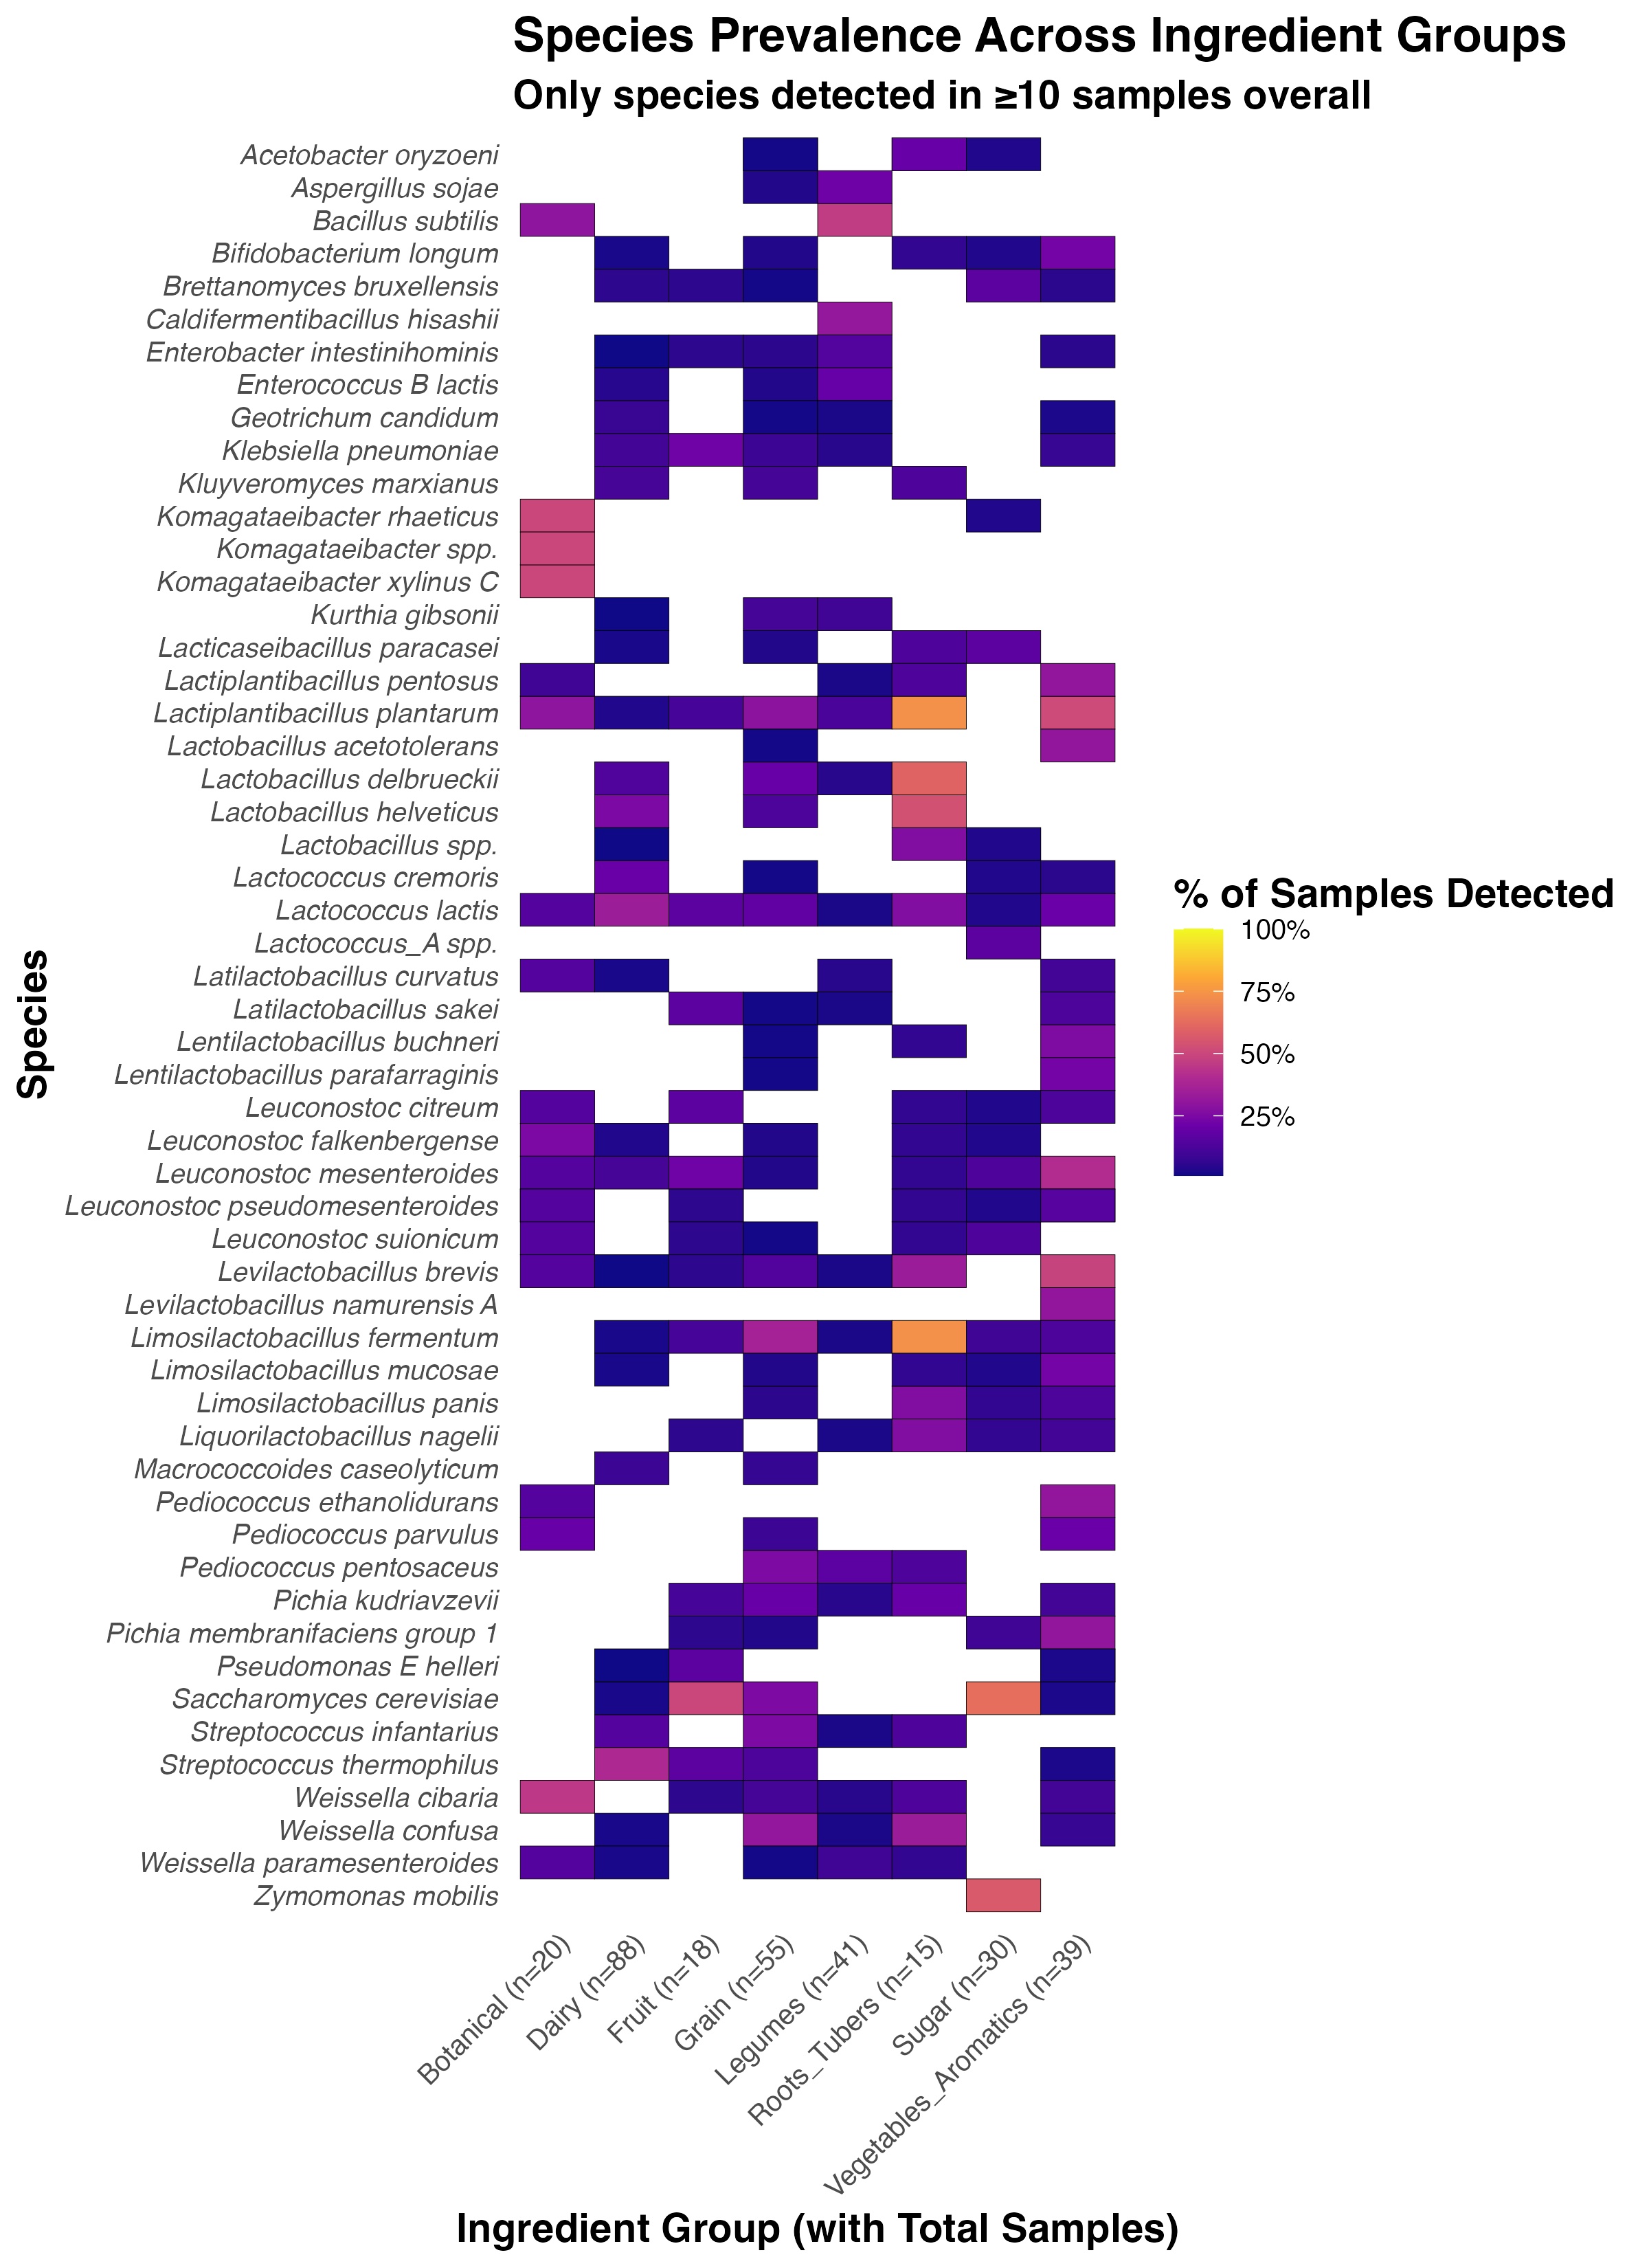 Species Prevalence Across Ingredient Groups
Only species detected in ≥10 samples overall
Acetobacter oryzoeni
Aspergillus sojae
Bacillus subtilis
Bifidobacterium longum
Brettanomyces bruxellensis
Caldifermentibacillus hisashii
Enterobacter intestinihominis
Enterococcus B lactis
Geotrichum candidum
Klebsiella pneumoniae
Kluyveromyces marxianus
Komagataeibacter rhaeticus
Komagataeibacter spp.
Komagataeibacter xylinus C
Kurthia gibsonii
Lacticaseibacillus paracasei
Lactiplantibacillus pentosus
Lactiplantibacillus plantarum
Lactobacillus acetotolerans
Lactobacillus delbrueckii
Lactobacillus helveticus
Lactobacillus spp.
Lactococcus cremoris
Lactococcus lactis
Lactococcus_A spp.
Latilactobacillus curvatus
Latilactobacillus sakei
Lentilactobacillus buchneri
Lentilactobacillus parafarraginis
Leuconostoc citreum
Leuconostoc falkenbergense
Leuconostoc mesenteroides
Leuconostoc pseudomesenteroides
Leuconostoc suionicum
Levilactobacillus brevis
Levilactobacillus namurensis A
Limosilactobacillus fermentum
Limosilactobacillus mucosae
Limosilactobacillus panis
Liquorilactobacillus nagelii
Macrococcoides caseolyticum
Pediococcus ethanolidurans
Pediococcus parvulus
Pediococcus pentosaceus
Pichia kudriavzevii
Pichia membranifaciens group 1
Pseudomonas E helleri
Saccharomyces cerevisiae
Streptococcus infantarius
Streptococcus thermophilus
Weissella cibaria
Weissella confusa
Weissella paramesenteroides
Zymomonas mobilis
Species
% of Samples Detected
100%
75%
50%
25%
Botanical (n=20)
Dairy (n=88)
Fruit (n=18)
Grain (n=55)
Legumes (n=41)
Roots_Tubers (n=15)
Sugar (n=30)
Vegetables_Aromatics (n=39)
Ingredient Group (with Total Samples)